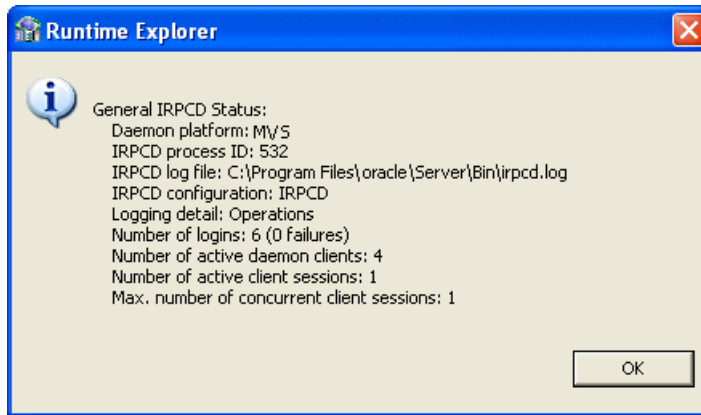 Runtime Explorer
General IRPCD Status:
Daemon platform: MVS
IRPCD process ID: 532
IRPCD log file: C:\Program Files\oracle\Server\Bin\irpcd.log
IRPCD configuration: IRPCD
Logging detail: Operations
Number of logins: 6 (0 failures)
Number of active daemon clients: 4
Number of active client sessions: 1
Max. number of concurrent client sessions: 1
OK